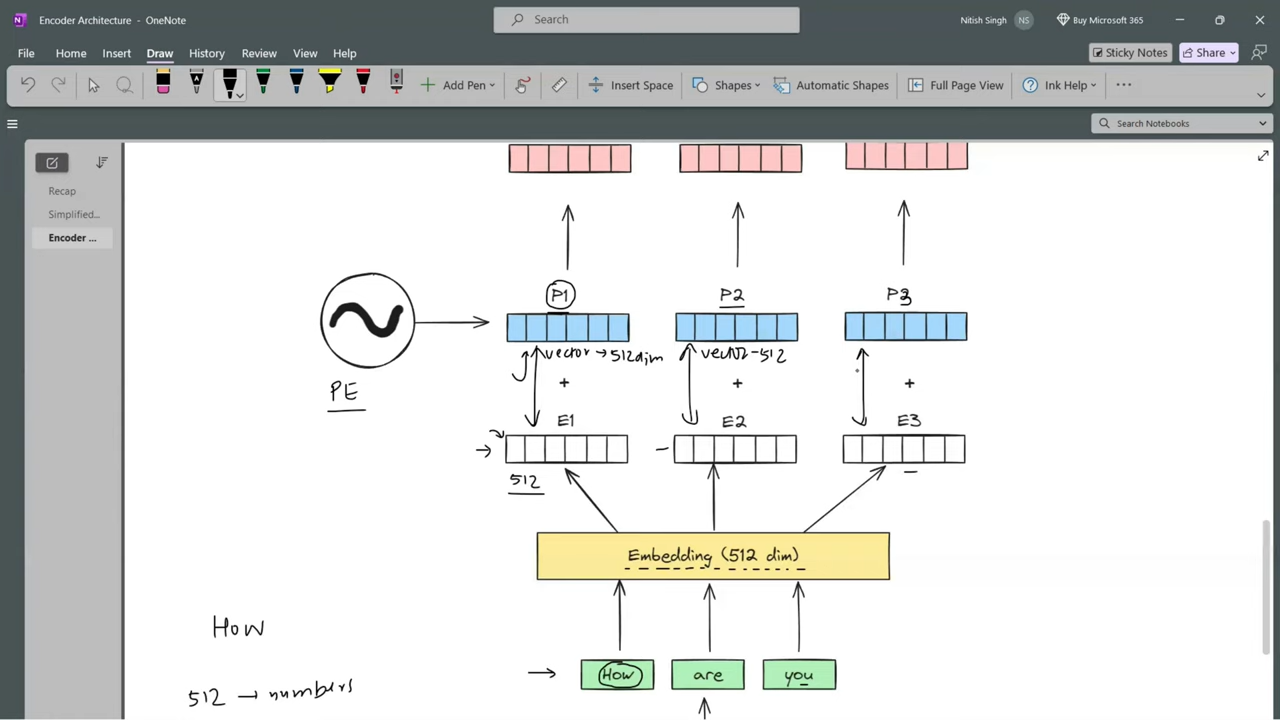 Encoder Architecture - OneNote
Search
Nitish Singh NS Buy Microsoft 365
File Home Insert Draw History Review View Help
Sticky Notes Share
Add Pen Insert Space Shapes Automatic Shapes Full Page View Ink Help
Search Notebooks
Recap
Simplified...
Encoder ...
P1 P2 P3
vector → 512 dim vector - 512
PE
+ + +
E1 E2 E3
512
Embedding (512 dim)
How
How are you
512 → numbers